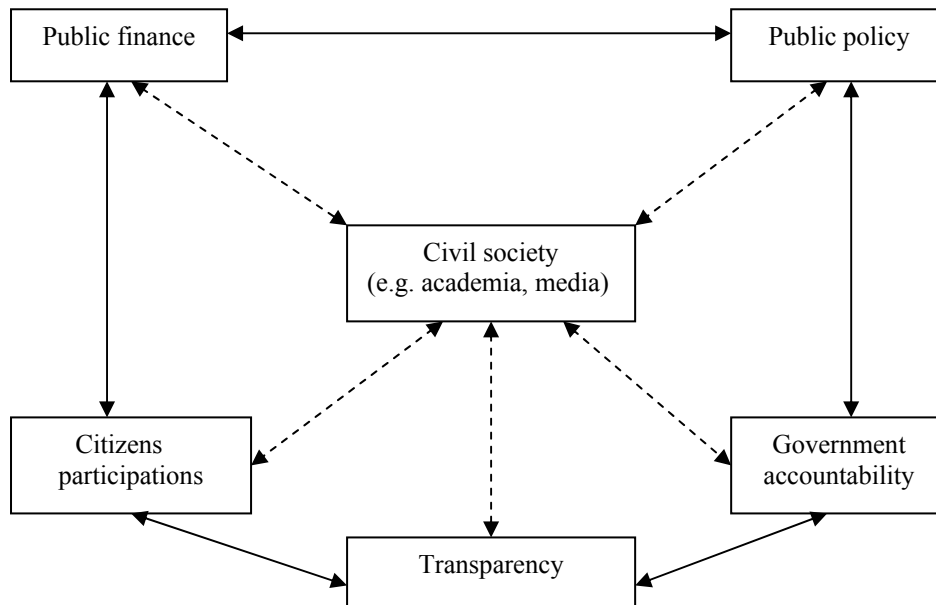 Public finance
Public policy
Civil society
(e.g. academia, media)
Citizens
participations
Government
accountability
Transparency